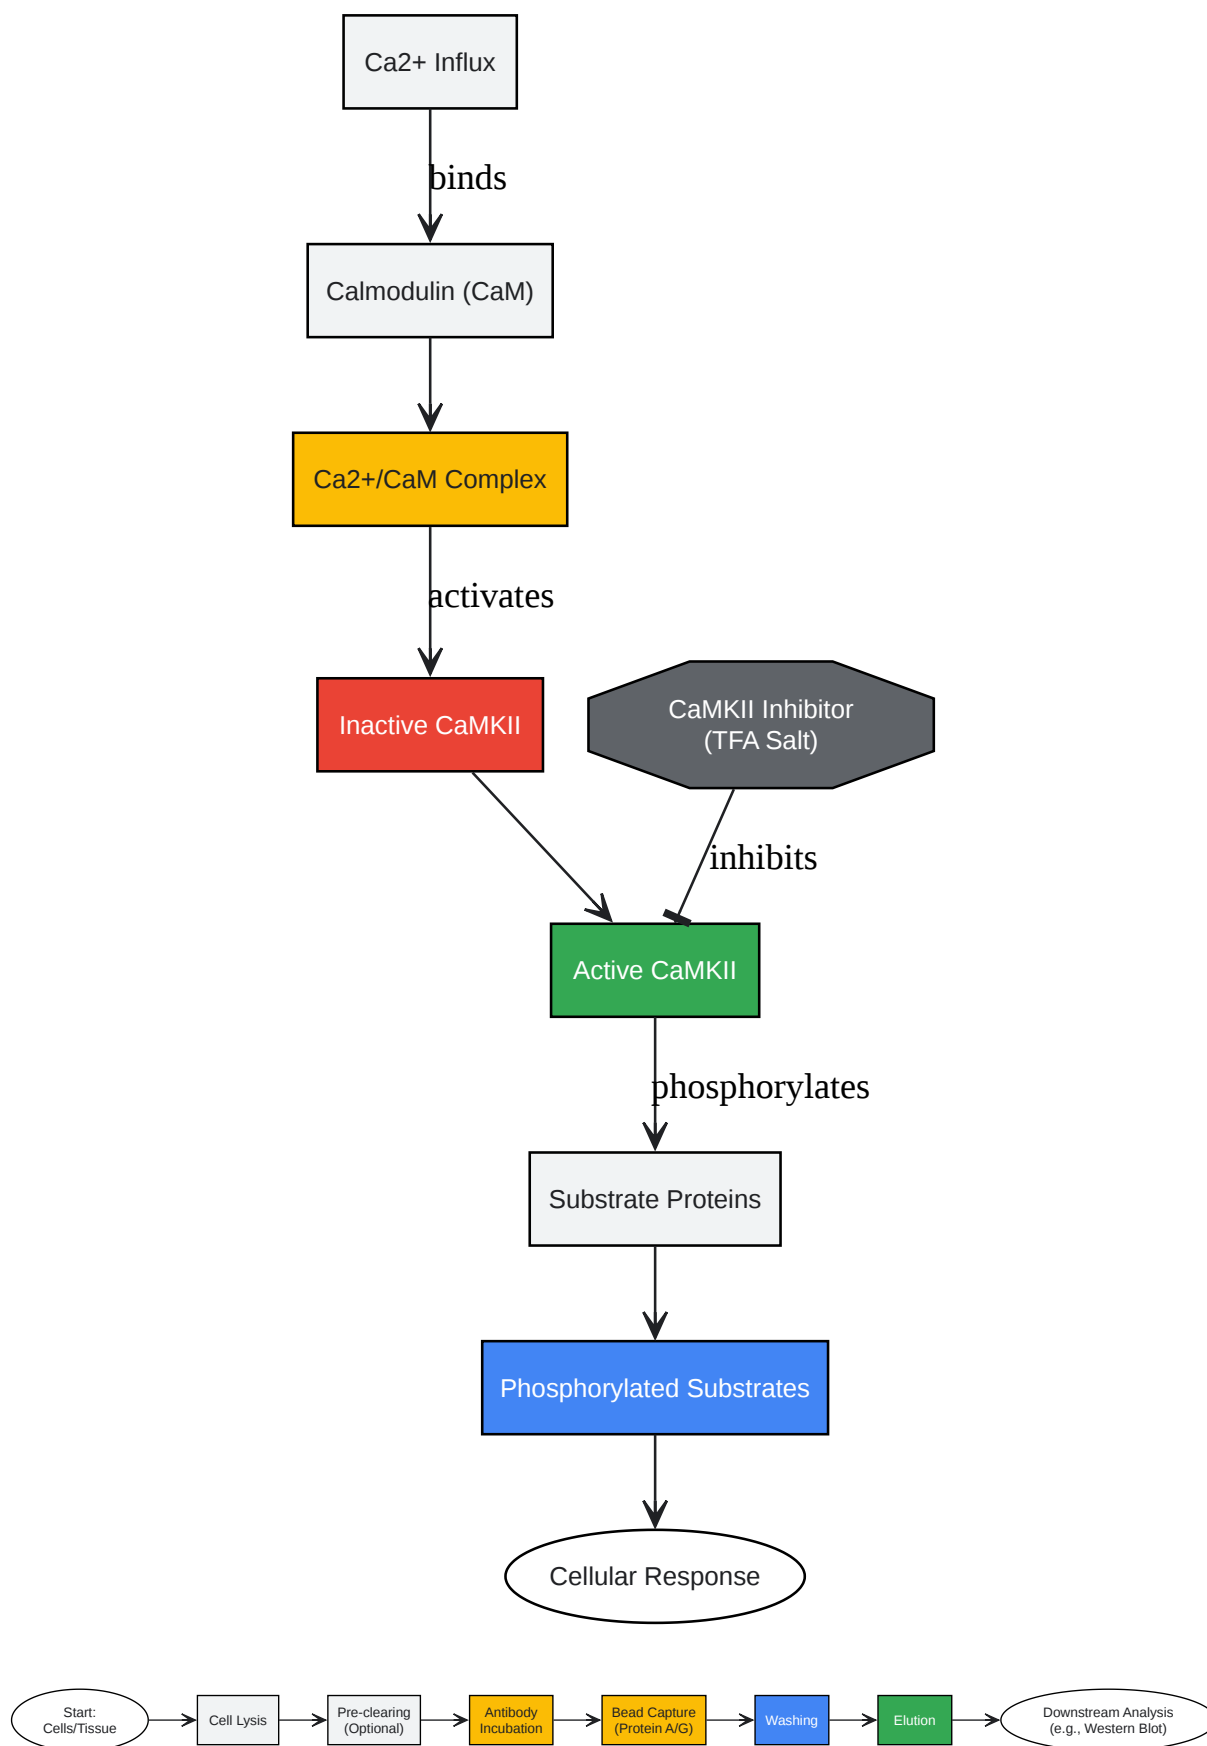 Ca2+ Influx
binds
Calmodulin (CaM)
Ca2+/CaM Complex
activates
Inactive CaMKII
CaMKII Inhibitor
(TFA Salt)
inhibits
Active CaMKII
phosphorylates
Substrate Proteins
Phosphorylated Substrates
Cellular Response
Start:
Cells/Tissue
Cell Lysis
Pre-clearing
(Optional)
Antibody
Incubation
Bead Capture
(Protein A/G)
Washing
Elution
Downstream Analysis
(e.g., Western Blot)